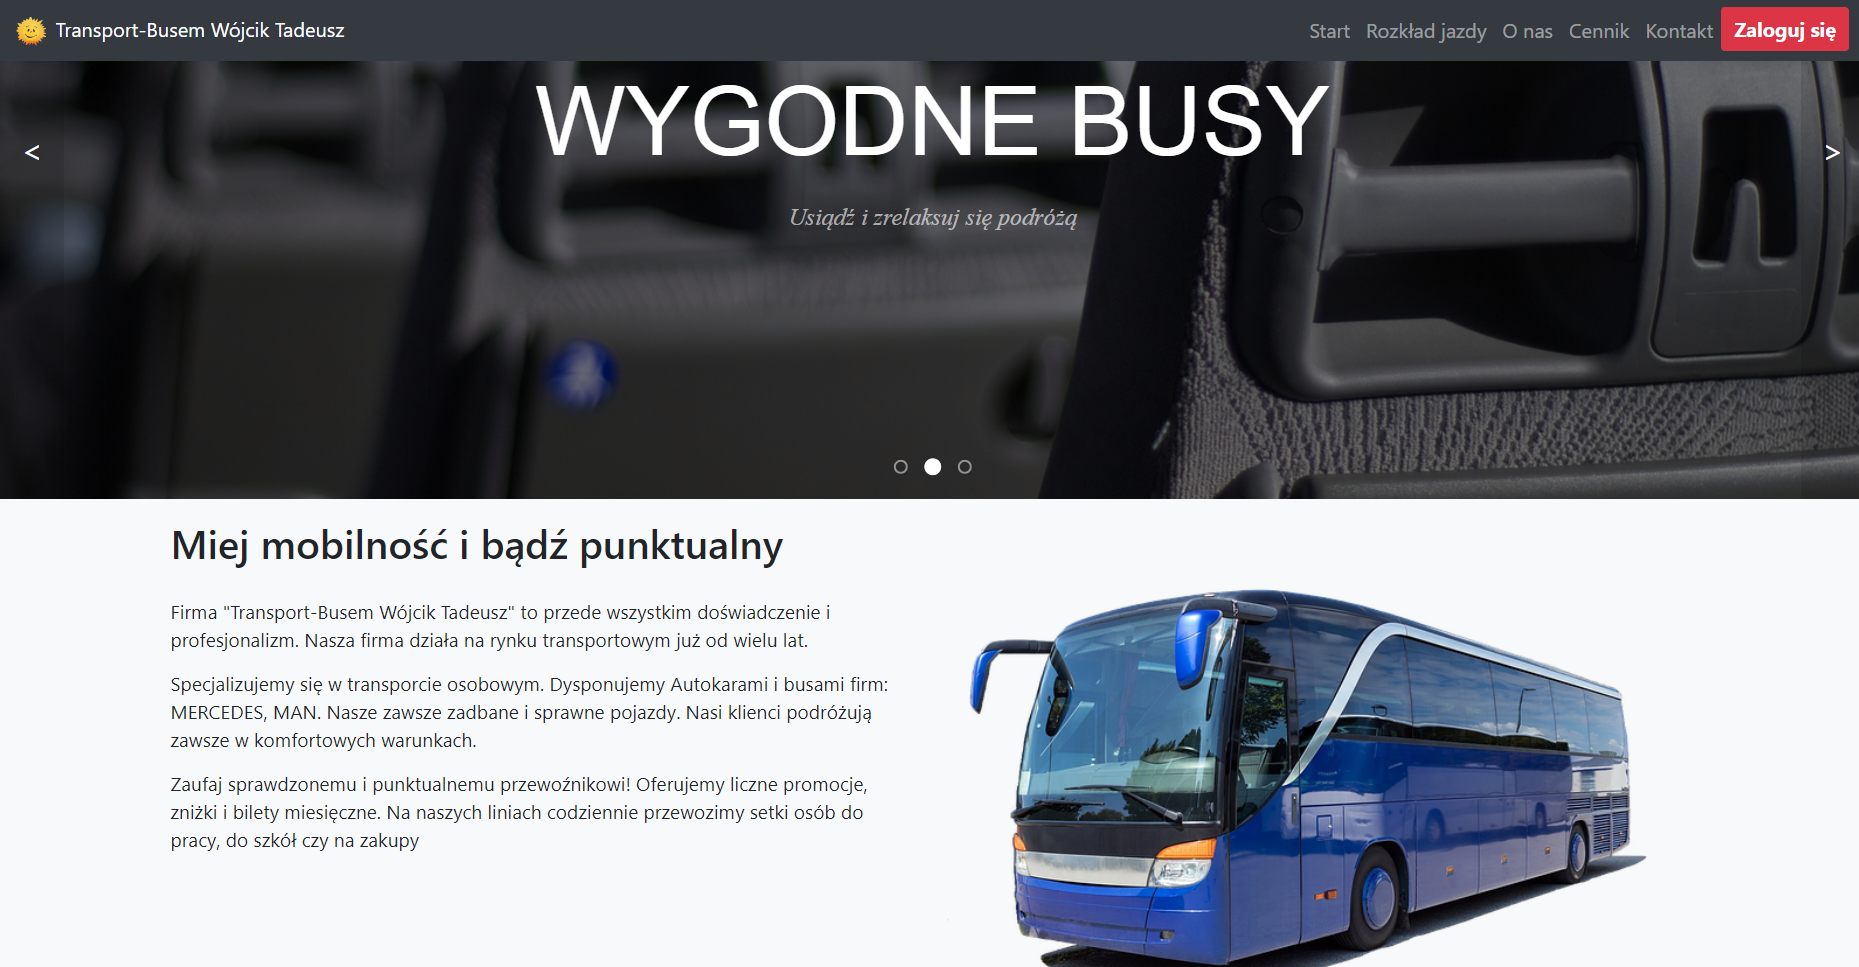 Transport-Busem Wójcik Tadeusz
Start Rozkład jazdy O nas Cennik Kontakt Zaloguj się
WYGODNE BUSY
< >
Usiądź i zrelaksuj się podróżą
Miej mobilność i bądź punktualny
Firma "Transport-Busem Wójcik Tadeusz" to przede wszystkim doświadczenie i
profesjonalizm. Nasza firma działa na rynku transportowym już od wielu lat.
Specjalizujemy się w transporcie osobowym. Dysponujemy Autokarami i busami firm:
MERCEDES, MAN. Nasze zawsze zadbane i sprawne pojazdy. Nasi klienci podróżują
zawsze w komfortowych warunkach.
Zaufaj sprawdzonemu i punktualnemu przewoźnikowi! Oferujemy liczne promocje,
zniżki i bilety miesięczne. Na naszych liniach codziennie przewozimy setki osób do
pracy, do szkół czy na zakupy